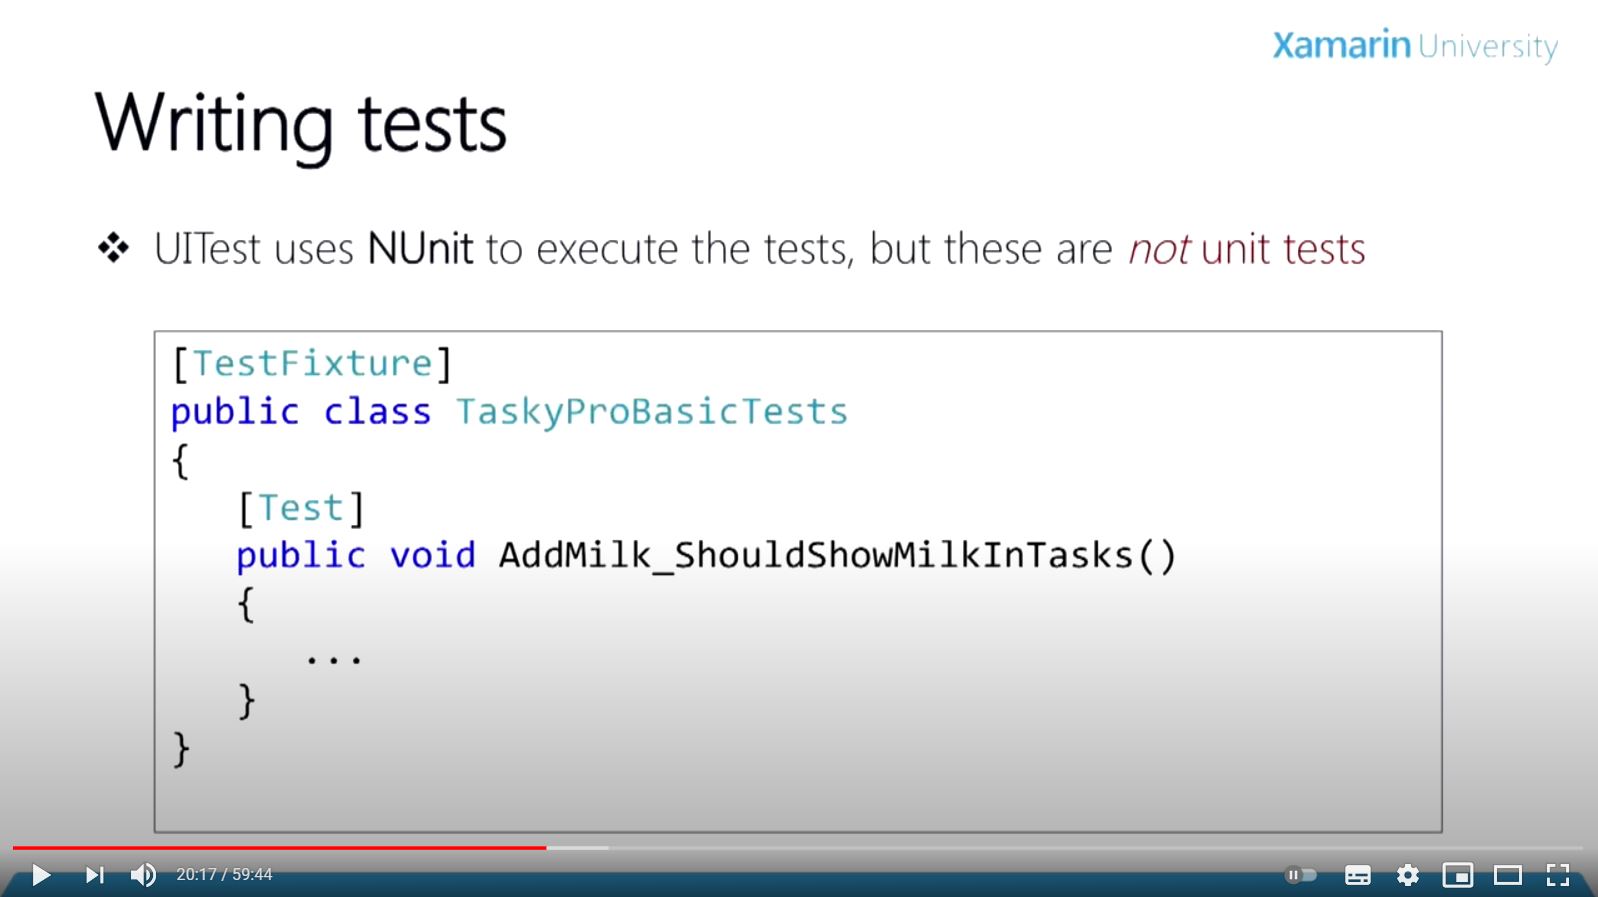 Xamarin University
Writing tests
❖ UITest uses NUnit to execute the tests, but these are not unit tests
[TestFixture]
public class TaskyProBasicTests
{
[Test]
public void AddMilk_ShouldShowMilkInTasks()
{
...
}
}
20:17 / 59:44